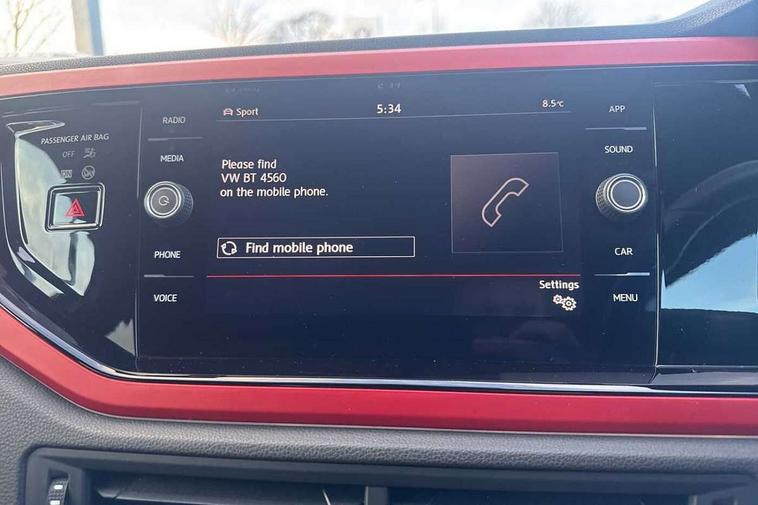 PASSENGER AIR BAG
OFF
ON
RADIO
MEDIA
PHONE
VOICE
Sport
5:34
8.5°C
Please find
VW BT 4560
on the mobile phone.
Find mobile phone
Settings
APP
SOUND
CAR
MENU